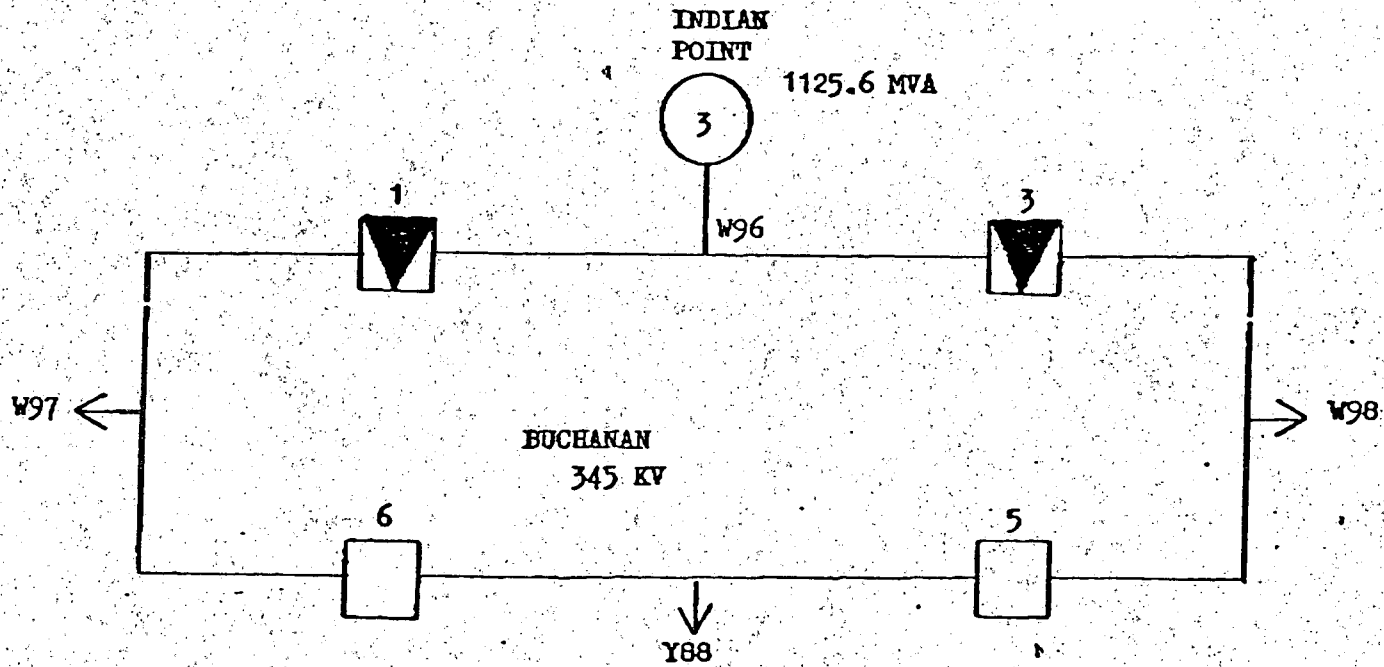 INDIAN
POINT
1125.6 MVA
3
1
3
W96
W97
W98
BUCHANAN
345 KV
6
5
Y88